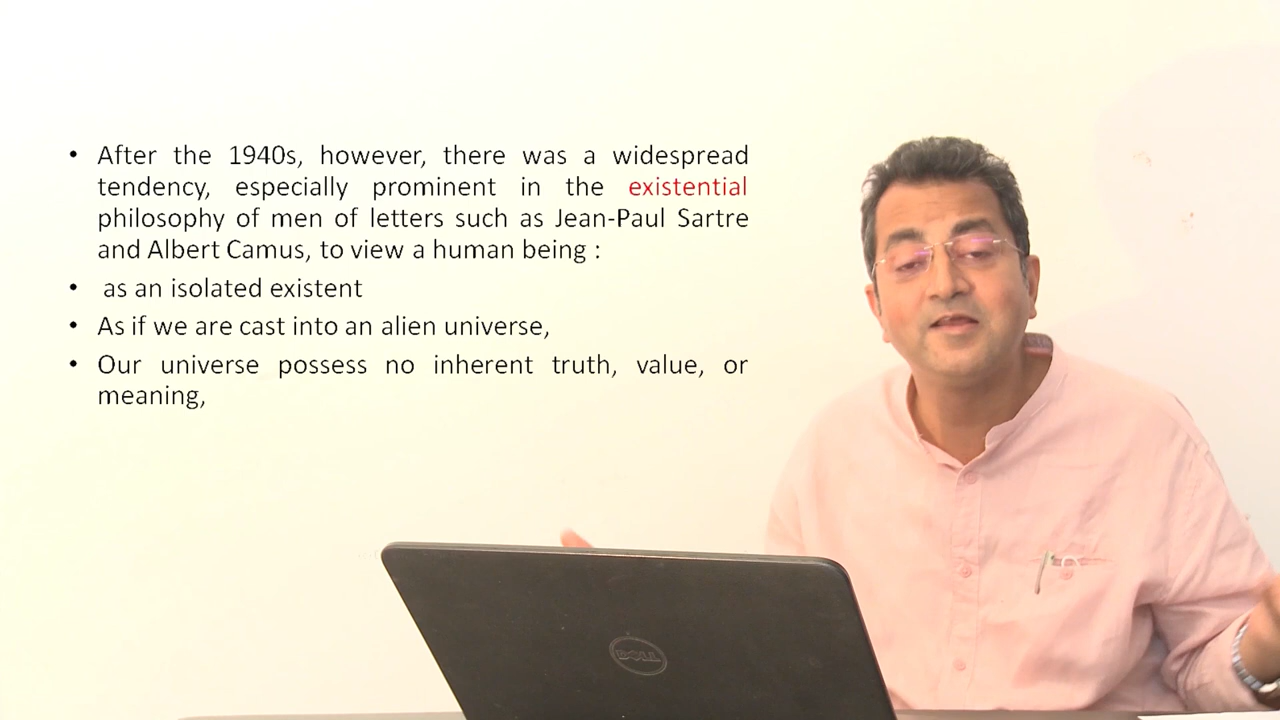 • After the 1940s, however, there was a widespread
tendency, especially prominent in the existential
philosophy of men of letters such as Jean-Paul Sartre
and Albert Camus, to view a human being :
• as an isolated existent
• As if we are cast into an alien universe,
• Our universe possess no inherent truth, value, or
meaning,
DELL